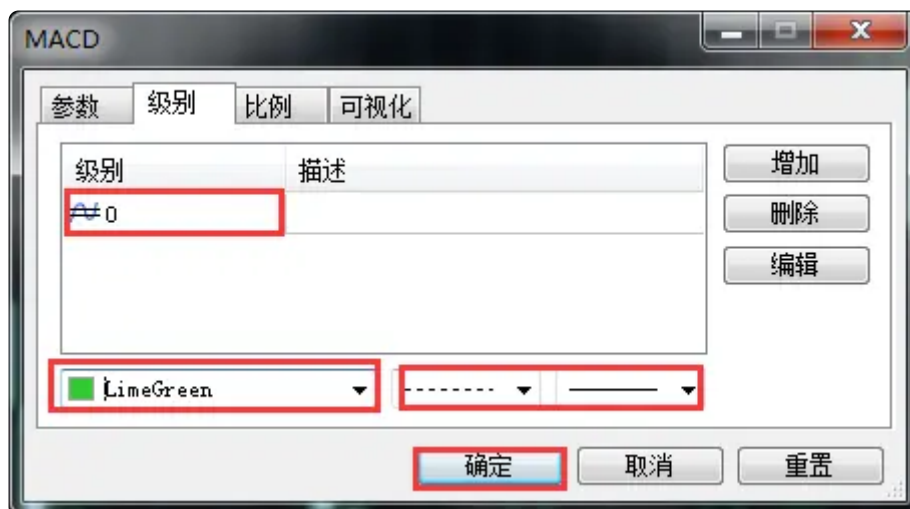 MACD
参数 级别 比例 可视化
级别 描述 增加
0 删除
编辑
LimeGreen
确定 取消 重置